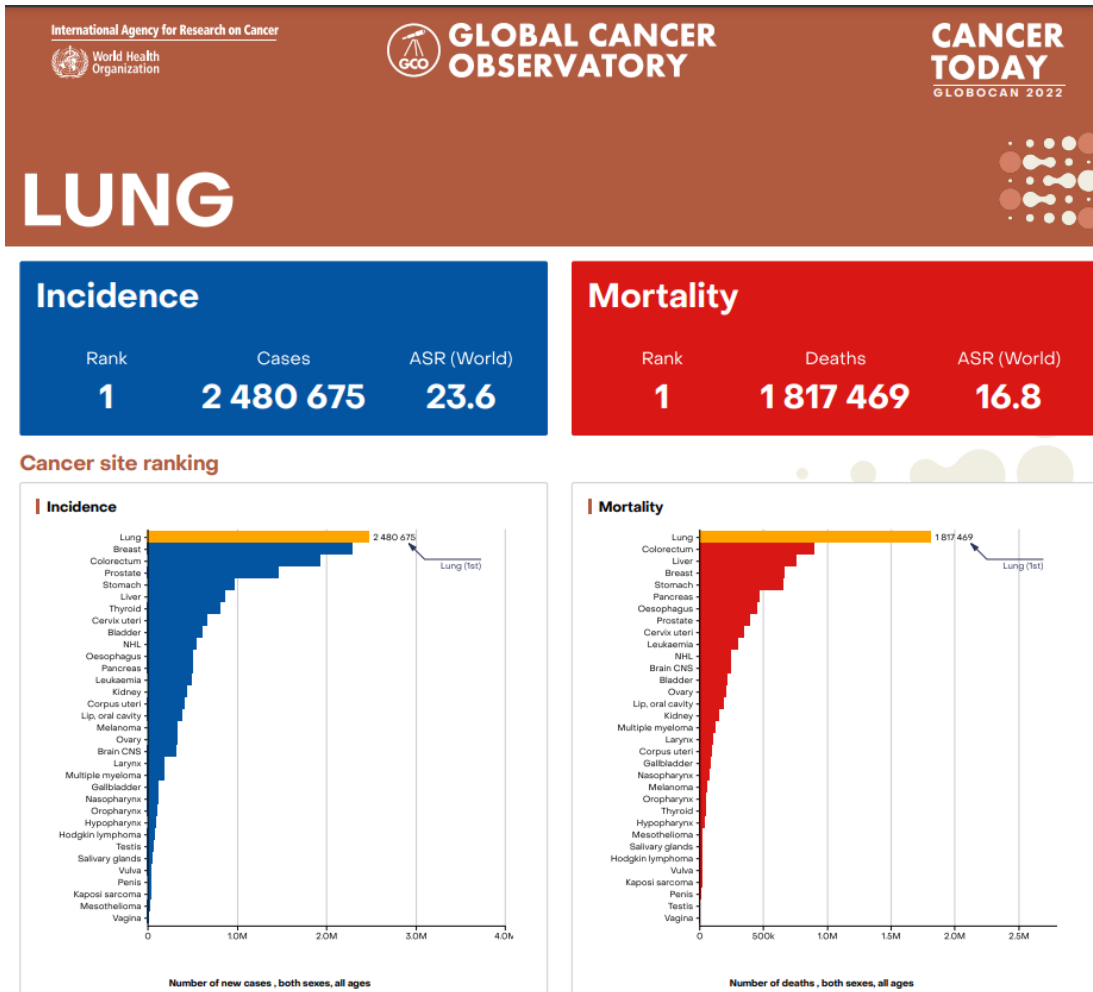 International Agency for Research on Cancer
World Health
Organization
GCO
GLOBAL CANCER
OBSERVATORY
CANCER
TODAY
GLOBOCAN 2022
LUNG
Incidence
Rank
Cases
ASR (World)
1
2 480 675
23.6
Mortality
Rank
Deaths
ASR (World)
1
1 817 469
16.8
Cancer site ranking
Incidence
Lung
Breast
Colorectum
Prostate
Stomach
Liver
Thyroid
Cervix uteri
Bladder
NHL
Oesophagus
Pancreas
Leukaemia
Kidney
Corpus uteri
Lip, oral cavity
Melanoma
Ovary
Brain CNS
Larynx
Multiple myeloma
Gallbladder
Nasopharynx
Oropharynx
Hypopharynx
Hodgkin lymphoma
Testis
Salivary glands
Vulva
Penis
Kaposi sarcoma
Mesothelioma
Vagina
2 480 675
Lung (1st)
0 1.0M 2.0M 3.0M 4.0M
Number of new cases , both sexes, all ages
Mortality
Lung
Colorectum
Liver
Breast
Stomach
Pancreas
Oesophagus
Prostate
Cervix uteri
Leukaemia
NHL
Brain CNS
Bladder
Ovary
Lip, oral cavity
Kidney
Multiple myeloma
Larynx
Corpus uteri
Gallbladder
Nasopharynx
Melanoma
Oropharynx
Thyroid
Hypopharynx
Mesothelioma
Salivary glands
Hodgkin lymphoma
Vulva
Kaposi sarcoma
Penis
Testis
Vagina
1 817 469
Lung (1st)
0 500k 1.0M 1.5M 2.0M 2.5M
Number of deaths , both sexes, all ages